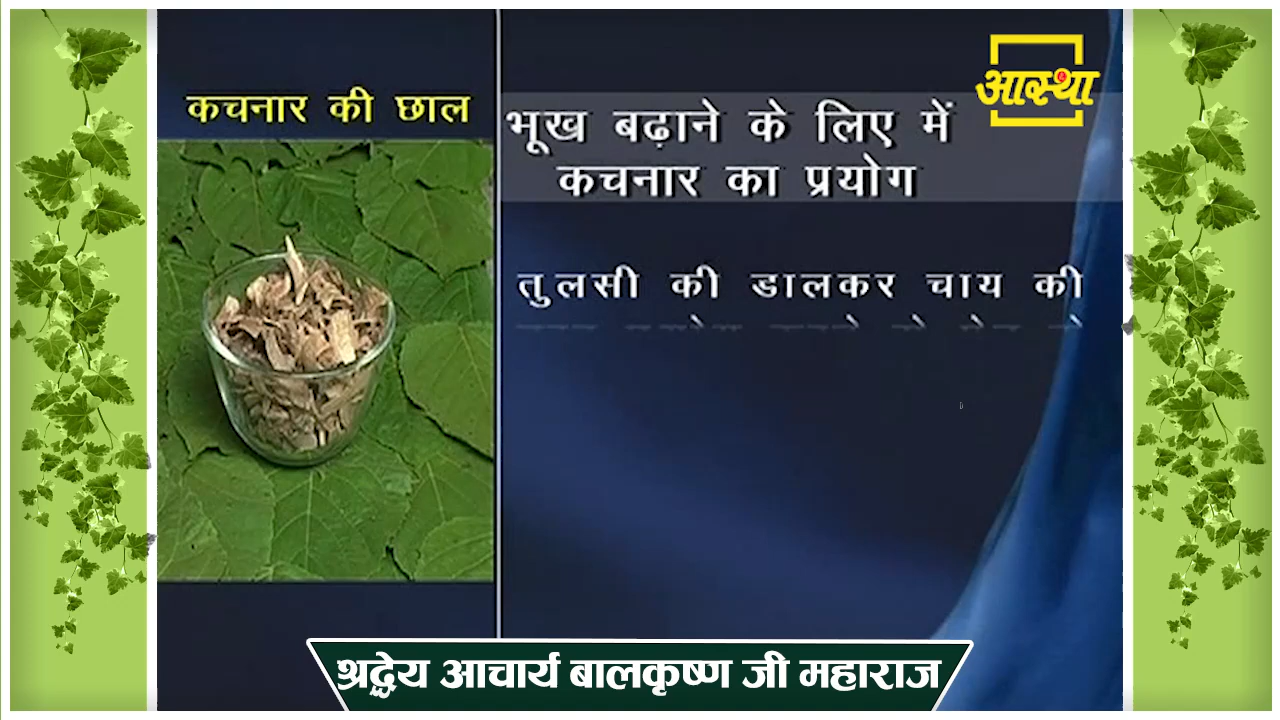 आस्था
कचनार की छाल
भूख बढ़ाने के लिए में
कचनार का प्रयोग
तुलसी की डालकर चाय की
श्रद्धेय आचार्य बालकृष्ण जी महाराज